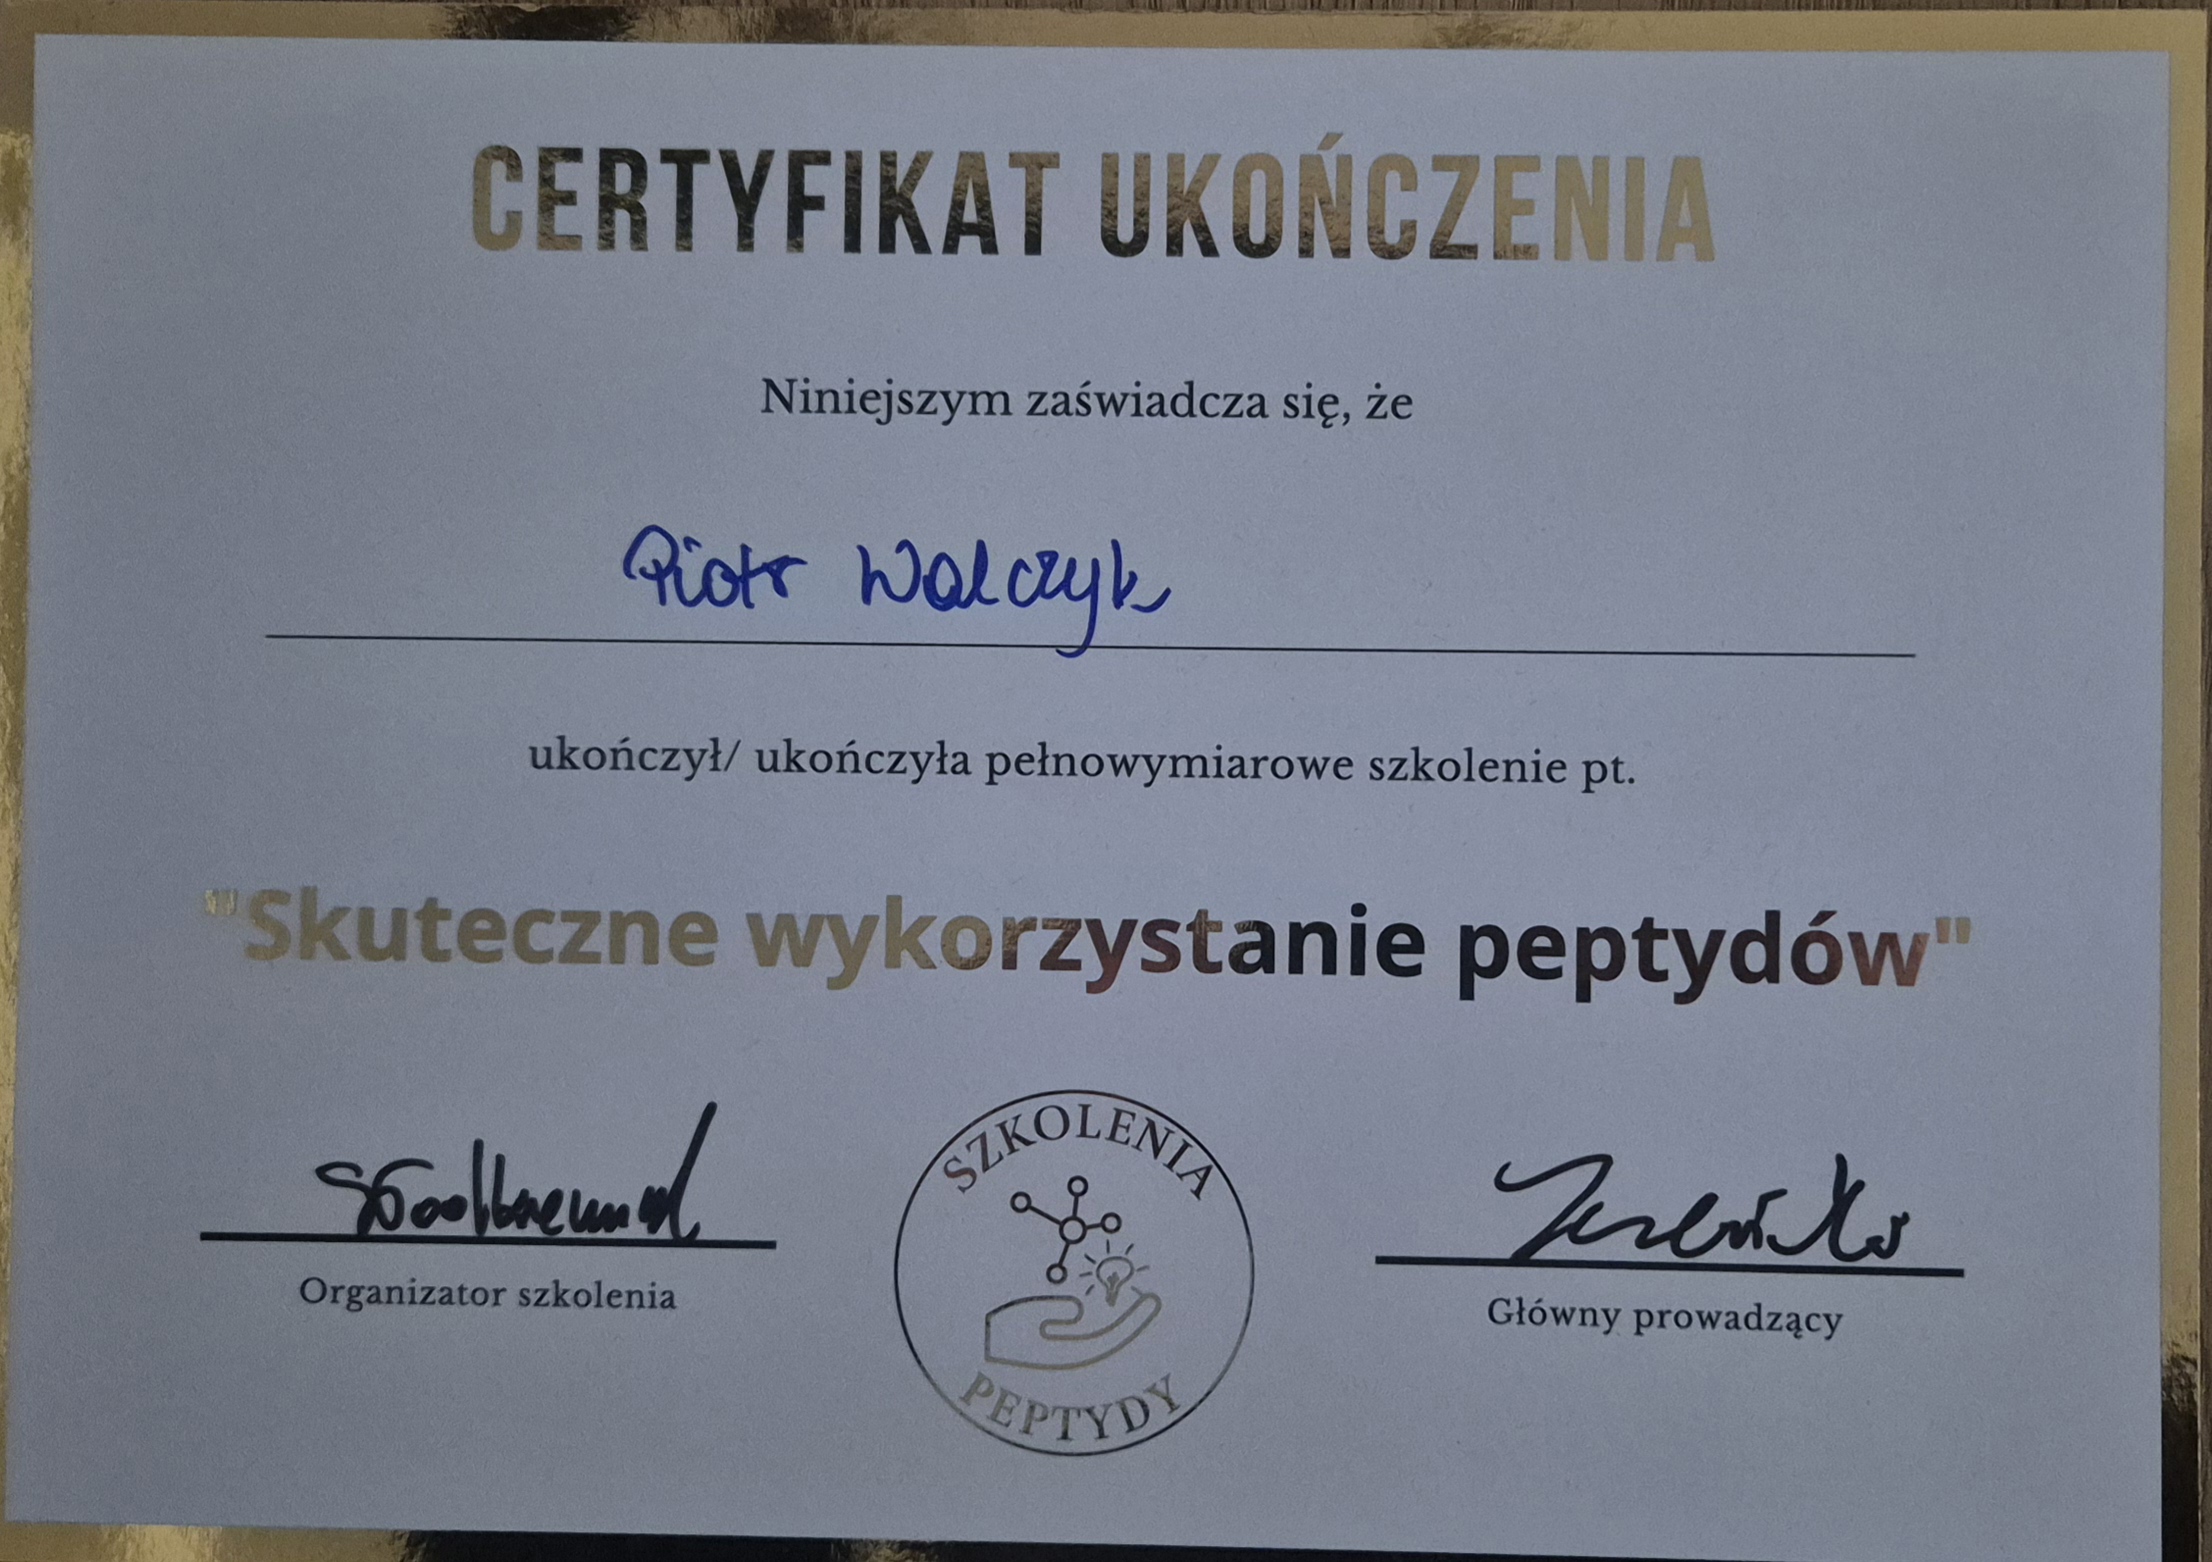 CERTYFIKAT UKOŃCZENIA
Niniejszym zaświadcza się, że
Piotr Walczyk
ukończył/ ukończyła pełnowymiarowe szkolenie pt.
"Skuteczne wykorzystanie peptydów"
SZKOLENIA
PEPTYDY
Organizator szkolenia
Główny prowadzący